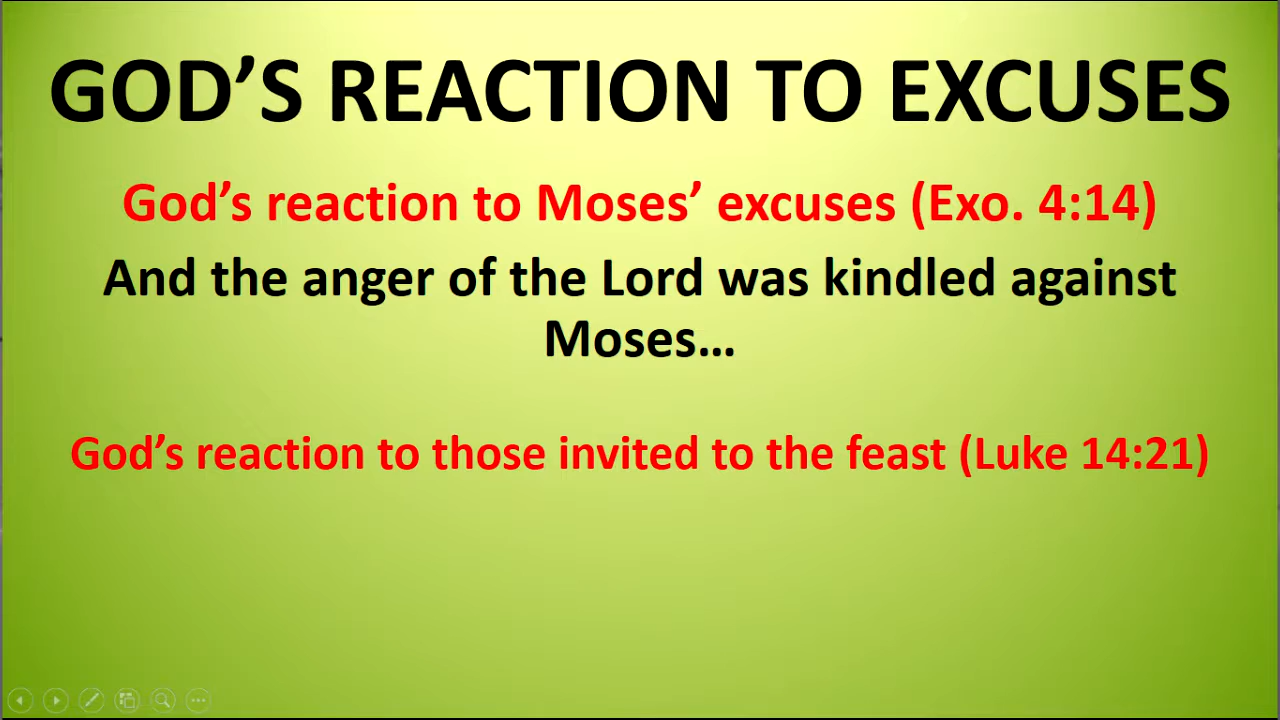 GOD’S REACTION TO EXCUSES
God’s reaction to Moses’ excuses (Exo. 4:14)
And the anger of the Lord was kindled against
Moses…
God’s reaction to those invited to the feast (Luke 14:21)